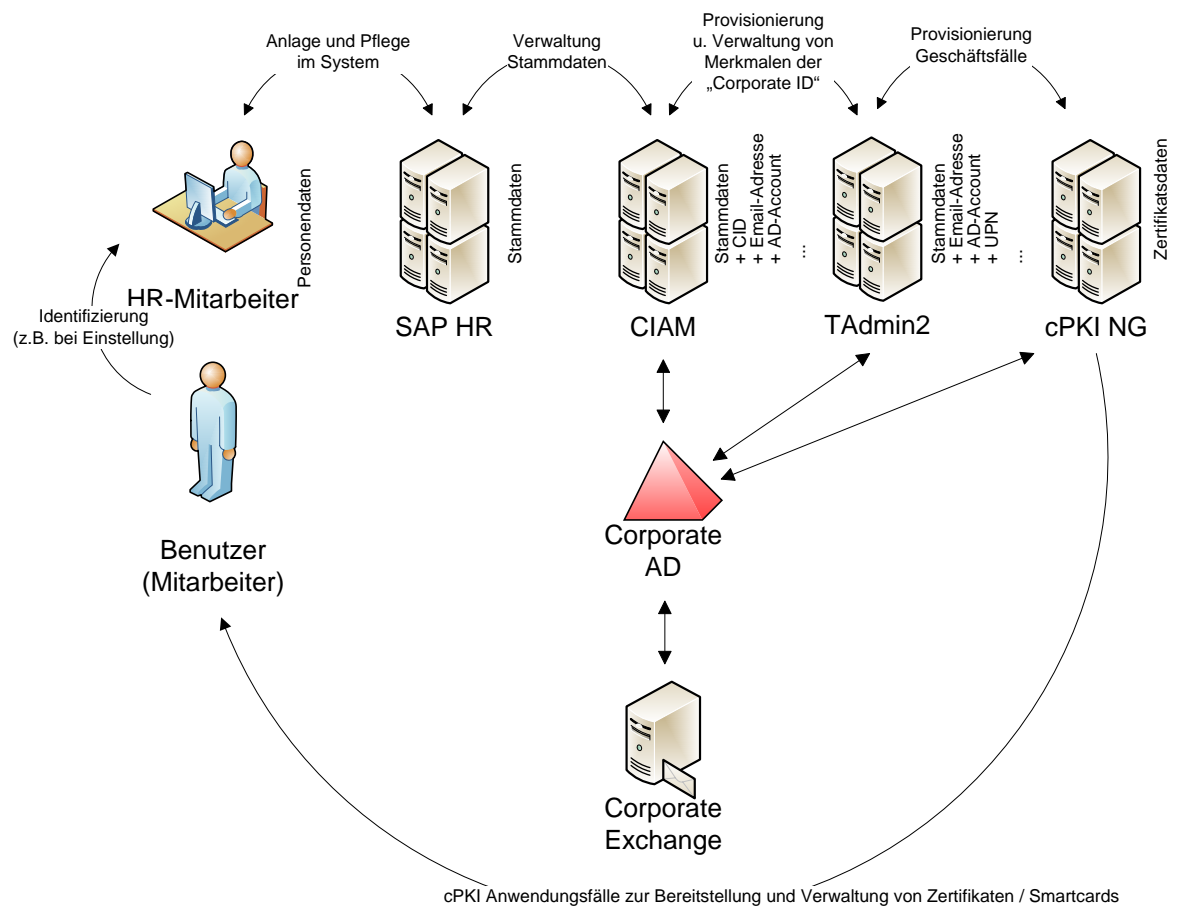 Anlage und Pflege
im System
Verwaltung
Stammdaten
Provisionierung
u. Verwaltung von
Merkmalen der
„Corporate ID“
Provisionierung
Geschäftsfälle
Personendaten
Stammdaten
Stammdaten
+ CID
+ Email-Adresse
+ AD-Account
...
Stammdaten
+ Email-Adresse
+ AD-Account
+ UPN
...
Zertifikatsdaten
HR-Mitarbeiter
SAP HR
CIAM
TAdmin2
cPKI NG
Identifizierung
(z.B. bei Einstellung)
Benutzer
(Mitarbeiter)
Corporate
AD
Corporate
Exchange
cPKI Anwendungsfälle zur Bereitstellung und Verwaltung von Zertifikaten / Smartcards